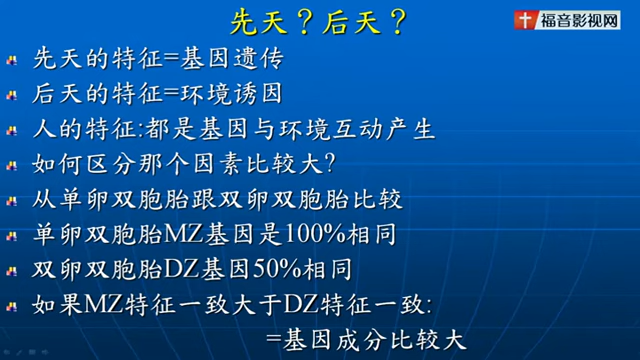 先天？后天？
福音影视网
先天的特征=基因遗传
后天的特征=环境诱因
人的特征:都是基因与环境互动产生
如何区分那个因素比较大?
从单卵双胞胎跟双卵双胞胎比较
单卵双胞胎MZ基因是100%相同
双卵双胞胎DZ基因50%相同
如果MZ特征一致大于DZ特征一致:
=基因成分比较大